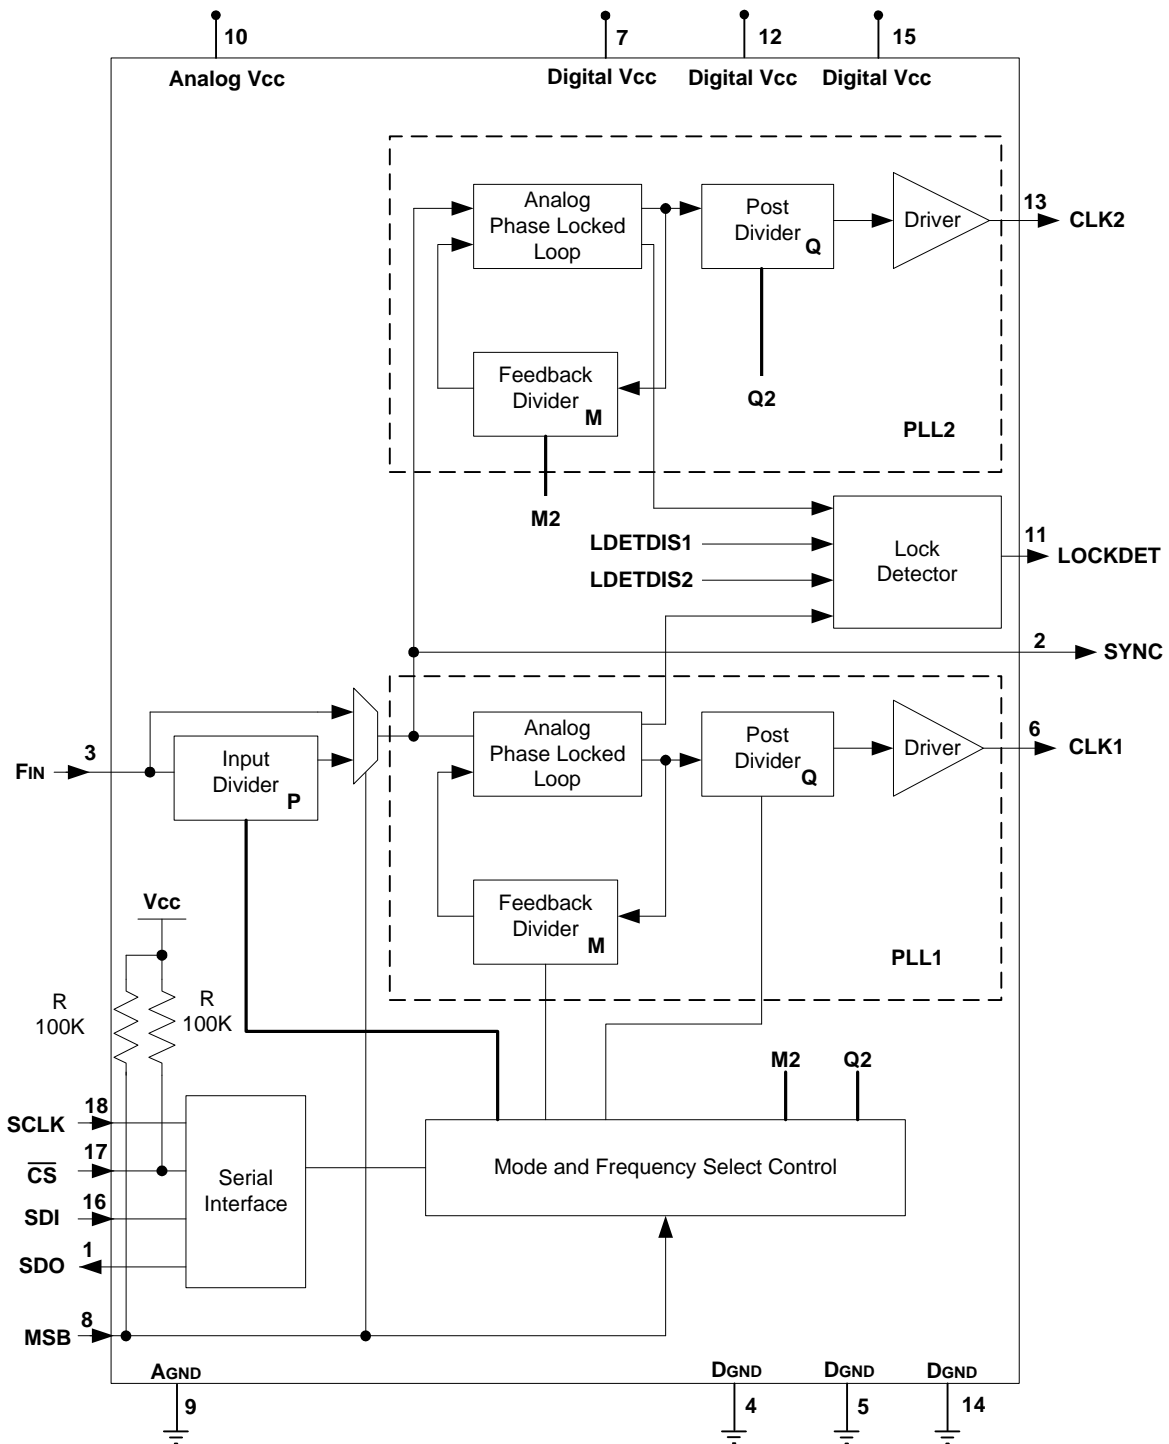 10
7
12
15
Analog Vcc
Digital Vcc
Digital Vcc
Digital Vcc
Analog
Phase Locked
Loop
Post
Divider
Q
Driver
13
CLK2
Feedback
Divider
M
Q2
PLL2
M2
LDETDIS1
LDETDIS2
Lock
Detector
11
LOCKDET
2
SYNC
3
FIN
Input
Divider
P
Analog
Phase Locked
Loop
Post
Divider
Q
Driver
6
CLK1
Feedback
Divider
M
PLL1
Vcc
R
100K
R
100K
M2
Q2
18
SCLK
17
CS
16
SDI
1
SDO
Serial
Interface
Mode and Frequency Select Control
8
MSB
AGND
DGND
DGND
DGND
9
4
5
14